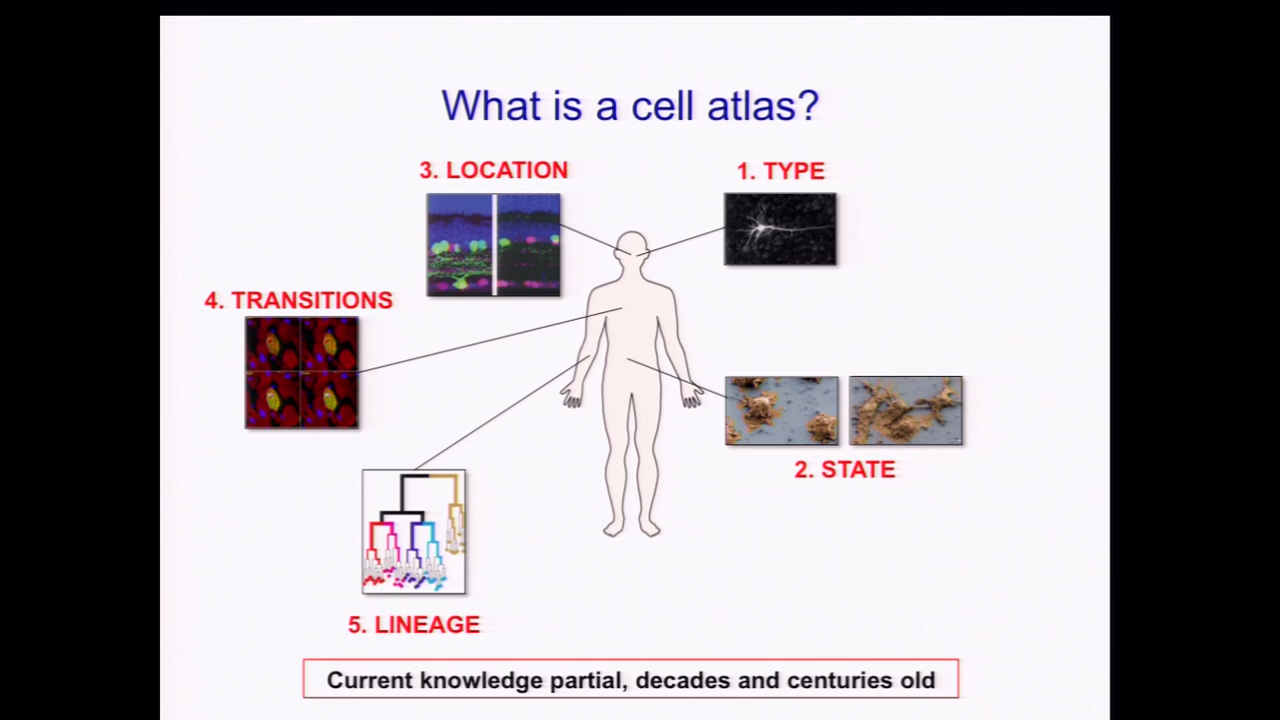 What is a cell atlas?
3. LOCATION
1. TYPE
4. TRANSITIONS
2. STATE
5. LINEAGE
Current knowledge partial, decades and centuries old